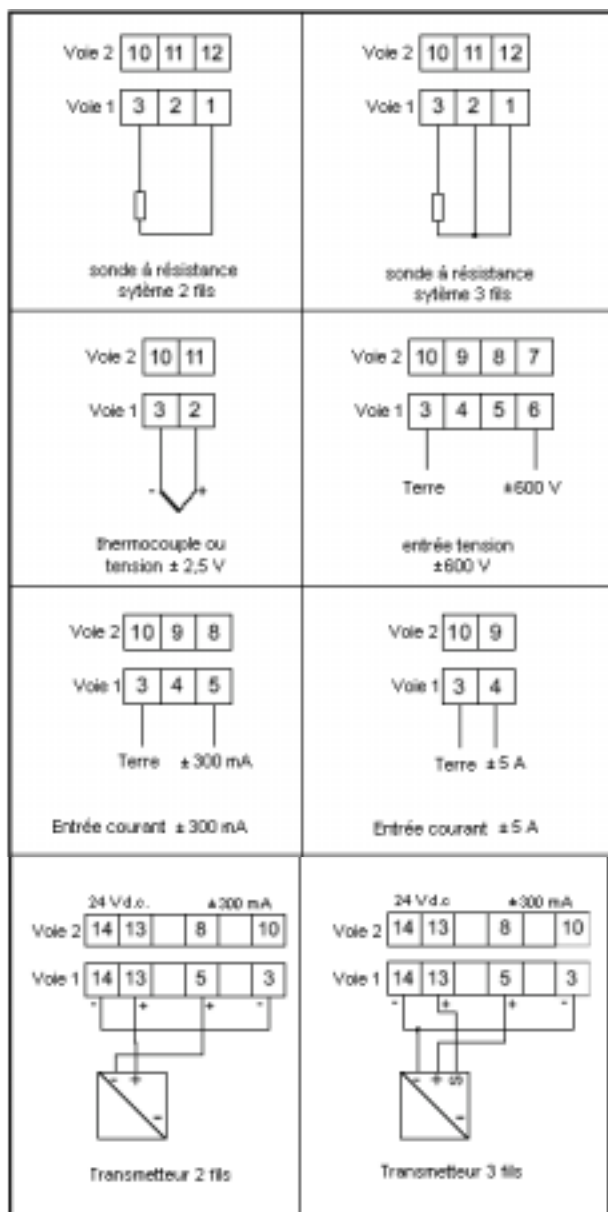 Voie 2 10 11 12
Voie 1 3 2 1
sonde à résistance
sytème 2 fils
Voie 2 10 11 12
Voie 1 3 2 1
sonde à résistance
sytème 3 fils
Voie 2 10 11
Voie 1 3 2
- +
thermocouple ou
tension ± 2,5 V
Voie 2 10 9 8 7
Voie 1 3 4 5 6
Terre ±600 V
entrée tension
±600 V
Voie 2 10 9 8
Voie 1 3 4 5
Terre ± 300 mA
Entrée courant ± 300 mA
Voie 2 10 9
Voie 1 3 4
Terre ± 5 A
Entrée courant ± 5 A
24 V d.c. ±300 mA
Voie 2 14 13 8 10
Voie 1 14 13 5 3
- + + -
- +
-
Transmetteur 2 fils
24 V d.c ±300 mA
Voie 2 14 13 8 10
Voie 1 14 13 5 3
- + + -
- + S
-
Transmetteur 3 fils